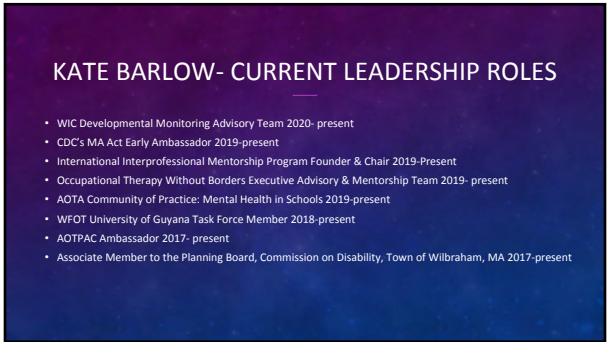 KATE BARLOW- CURRENT LEADERSHIP ROLES
• WIC Developmental Monitoring Advisory Team 2020- present
• CDC's MA Act Early Ambassador 2019-present
• International Interprofessional Mentorship Program Founder & Chair 2019-Present
• Occupational Therapy Without Borders Executive Advisory & Mentorship Team 2019- present
• AOTA Community of Practice: Mental Health in Schools 2019-present
• WFOT University of Guyana Task Force Member 2018-present
• AOTPAC Ambassador 2017- present
• Associate Member to the Planning Board, Commission on Disability, Town of Wilbraham, MA 2017-present